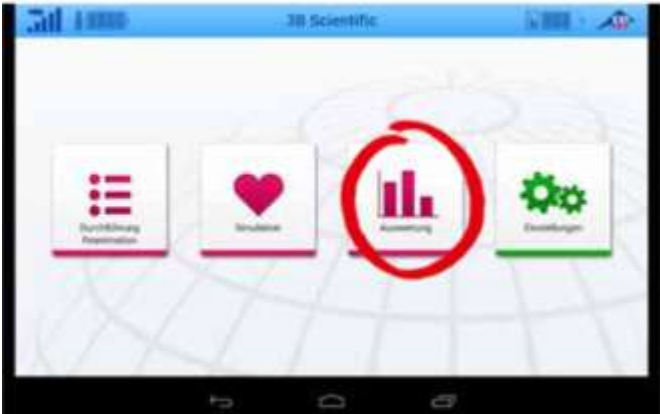 3B Scientific
Durchführung
Reanimation
Simulation
Auswertung
Einstellungen